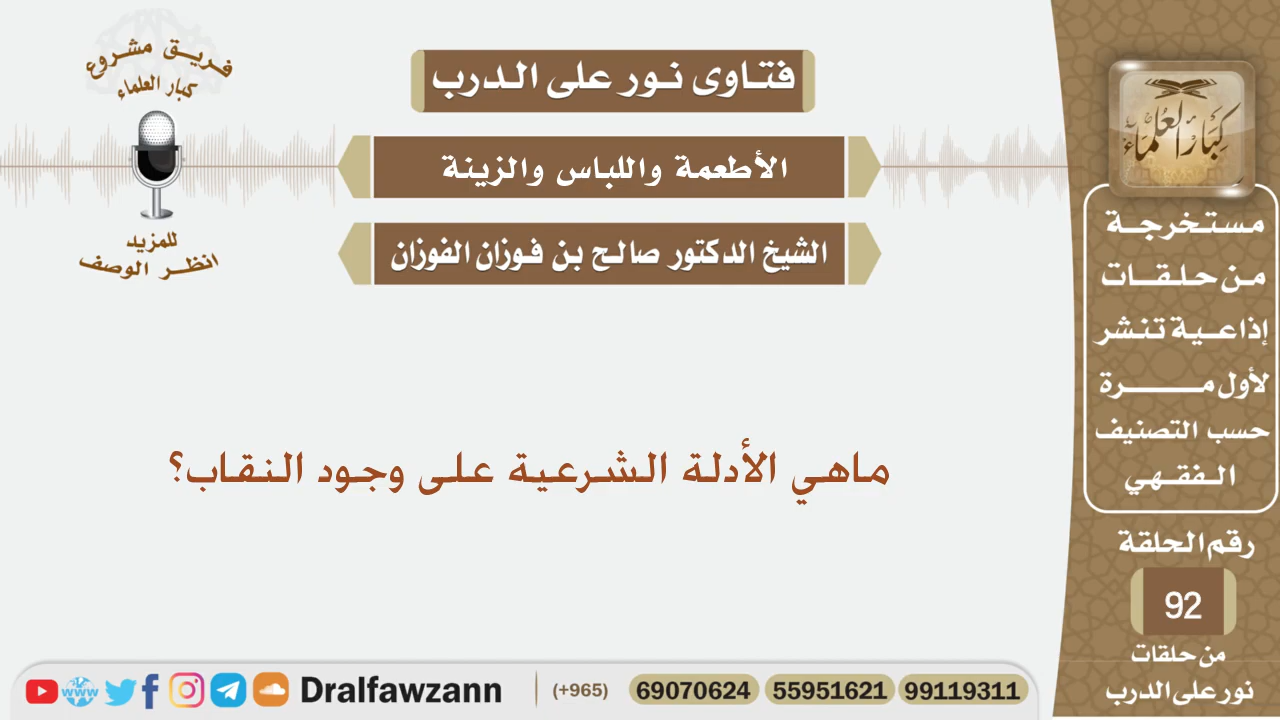 فريق مشروع
كبار العلماء
للمزيد
انظر الوصف
فتاوى نور على الدرب
الأطعمة واللباس والزينة
الشيخ الدكتور صالح بن فوزان الفوزان
ماهي الأدلة الشرعية على وجود النقاب؟
كبار العلماء
مستخرجة
من حلقات
إذاعية تنشر
لأول مرة
حسب التصنيف
الفقهي
رقم الحلقة
92
من حلقات
نور على الدرب
www Dralfawzann (+965) 69070624 55951621 99119311